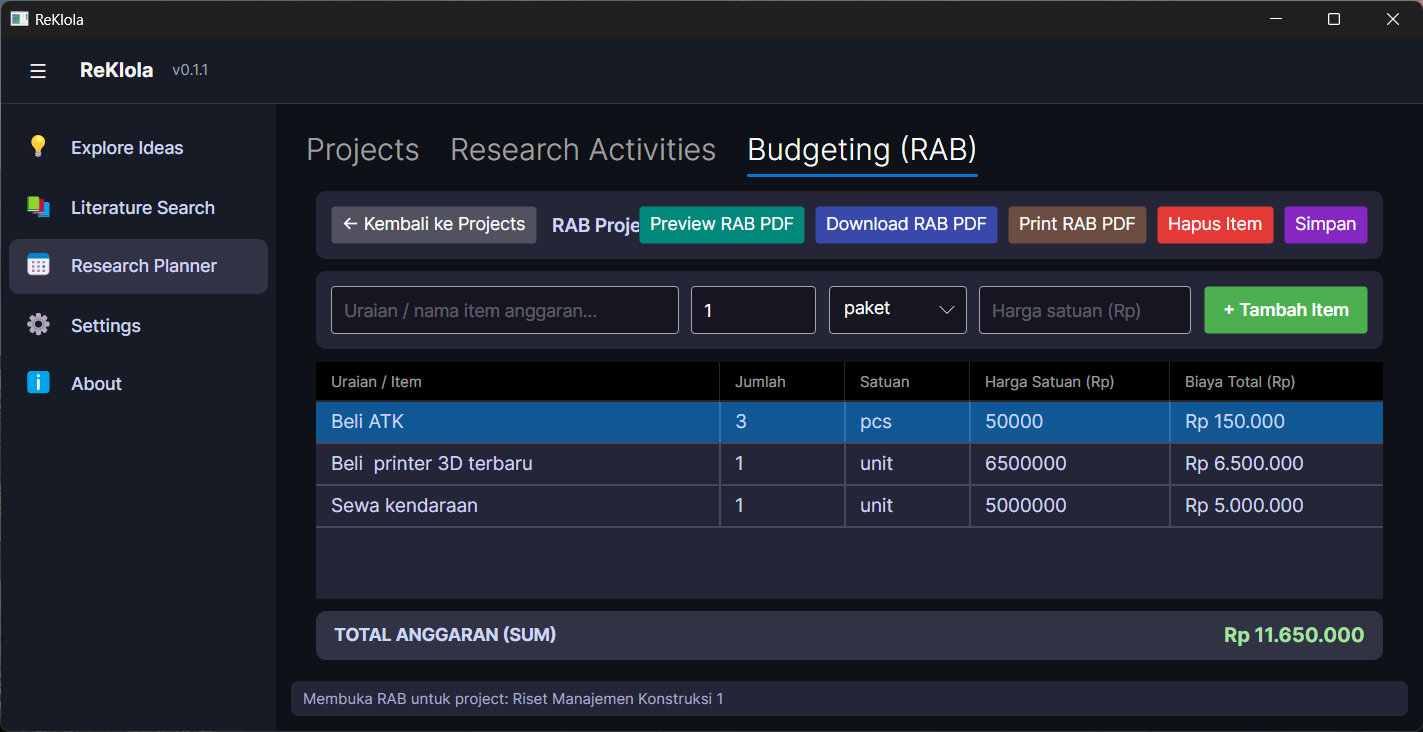 ReKlola
ReKlola v0.1.1
Explore Ideas
Literature Search
Research Planner
Settings
About
Projects Research Activities Budgeting (RAB)
← Kembali ke Projects RAB Proje Preview RAB PDF Download RAB PDF Print RAB PDF Hapus Item Simpan
Uraian / nama item anggaran... 1 paket Harga satuan (Rp) + Tambah Item
Uraian / Item Jumlah Satuan Harga Satuan (Rp) Biaya Total (Rp)
Beli ATK 3 pcs 50000 Rp 150.000
Beli  printer 3D terbaru 1 unit 6500000 Rp 6.500.000
Sewa kendaraan 1 unit 5000000 Rp 5.000.000
TOTAL ANGGARAN (SUM) Rp 11.650.000
Membuka RAB untuk project: Riset Manajemen Konstruksi 1